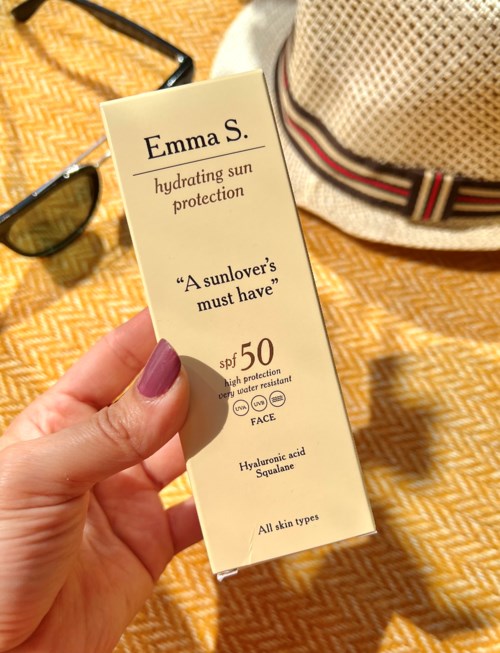 Emma S.
hydrating sun
protection
“A sunlover’s
must have”
spf 50
high protection
very water resistant
UVA UVB
FACE
Hyaluronic acid
Squalane
All skin types